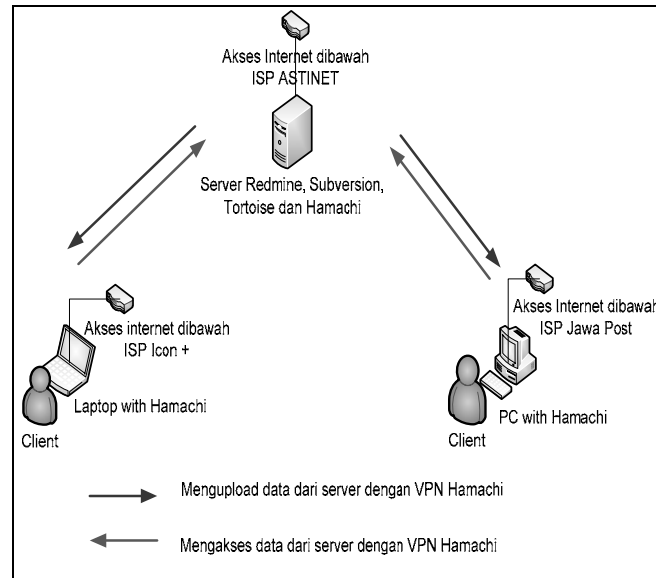 Akses Internet dibawah
ISP ASTINET
Server Redmine, Subversion,
Tortoise dan Hamachi
Akses internet dibawah
ISP Icon +
Laptop with Hamachi
Client
Akses Internet dibawah
ISP Jawa Post
PC with Hamachi
Client
Mengupload data dari server dengan VPN Hamachi
Mengakses data dari server dengan VPN Hamachi